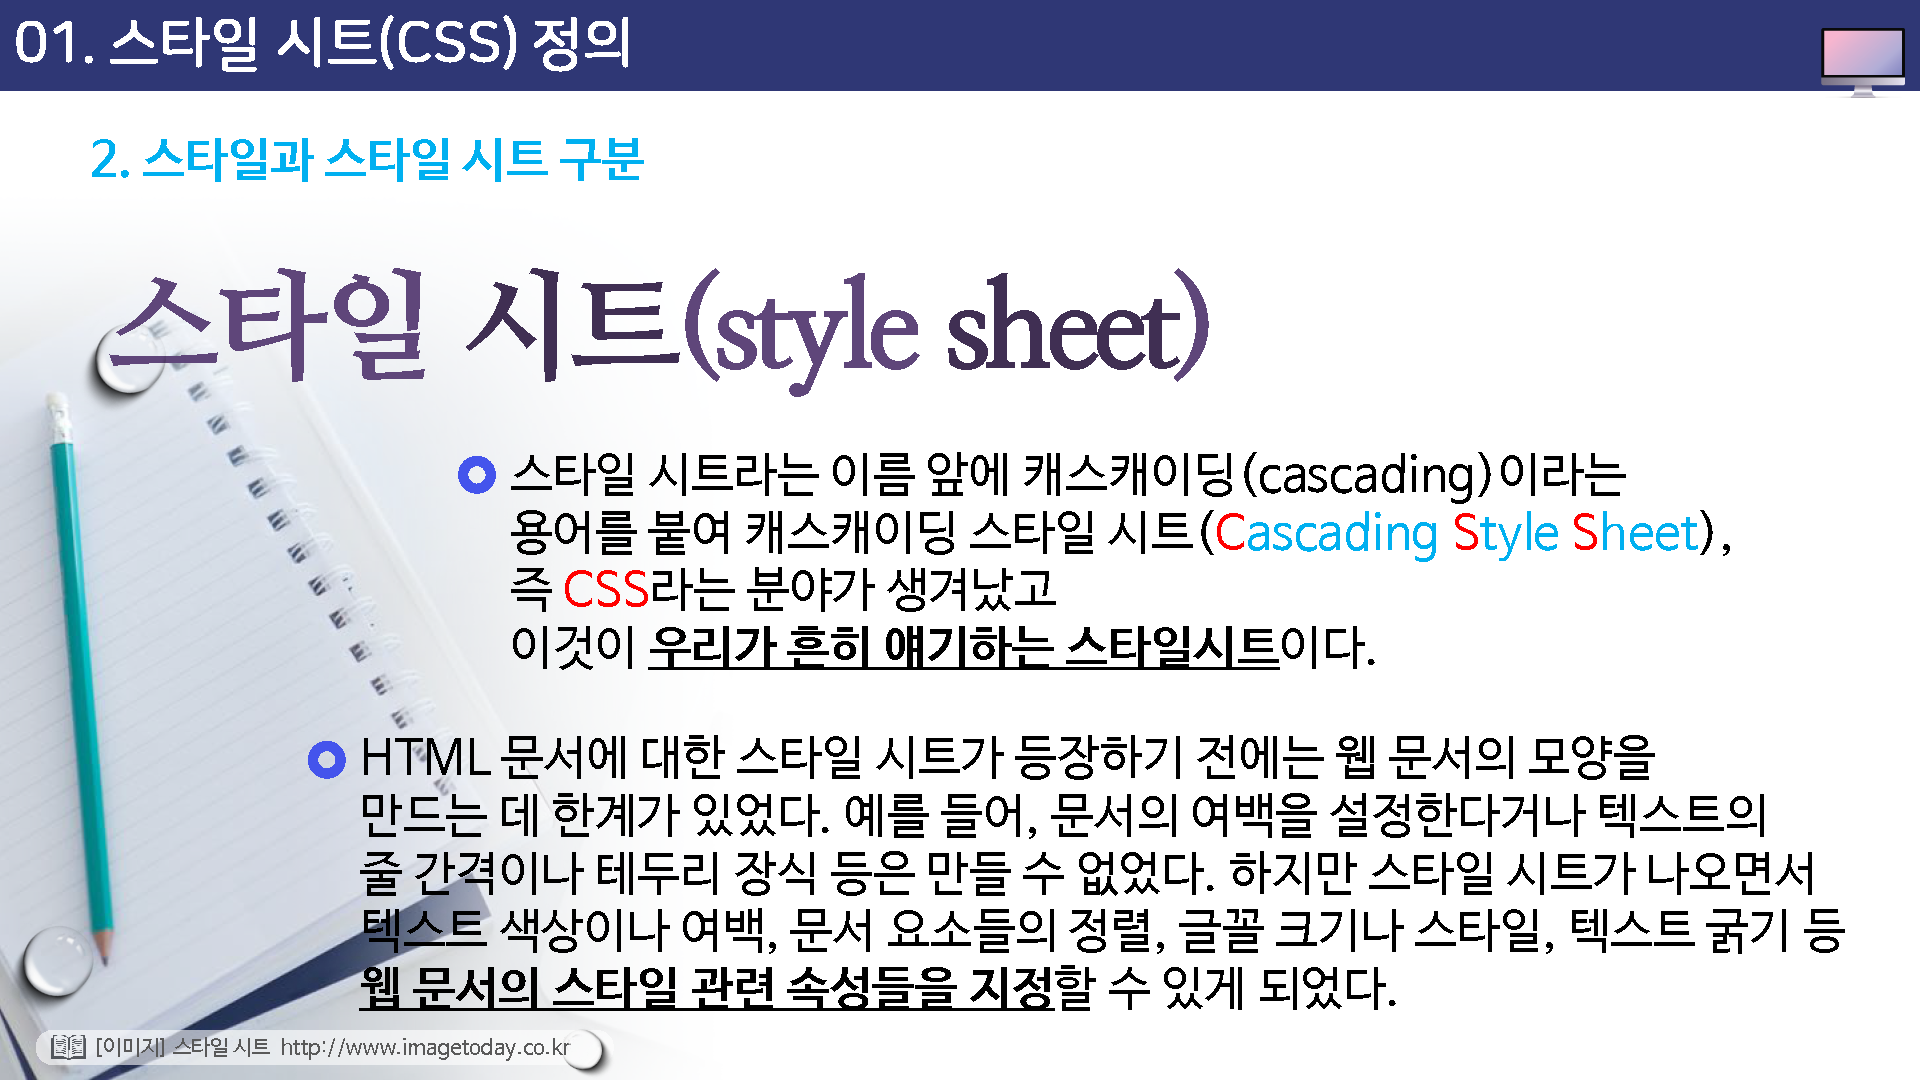 01. 스타일 시트(CSS) 정의
2. 스타일과 스타일 시트 구분
스타일 시트(style sheet)
스타일 시트라는 이름 앞에 캐스캐이딩(cascading)이라는
용어를 붙여 캐스캐이딩 스타일 시트(Cascading Style Sheet),
즉 CSS라는 분야가 생겨났고
이것이 우리가 흔히 얘기하는 스타일시트이다.
HTML 문서에 대한 스타일 시트가 등장하기 전에는 웹 문서의 모양을
만드는 데 한계가 있었다. 예를 들어, 문서의 여백을 설정한다거나 텍스트의
줄 간격이나 테두리 장식 등은 만들 수 없었다. 하지만 스타일 시트가 나오면서
텍스트 색상이나 여백, 문서 요소들의 정렬, 글꼴 크기나 스타일, 텍스트 굵기 등
웹 문서의 스타일 관련 속성들을 지정할 수 있게 되었다.
[이미지] 스타일 시트 http://www.imagetoday.co.kr